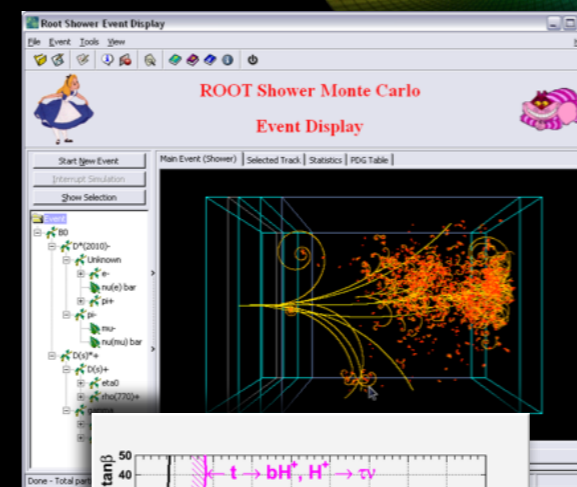 Root Shower Event Display
File Event Tools View
ROOT Shower Monte Carlo
Event Display
Start New Event
Interrupt Simulation
Show Selection
Main Event (Shower) Selected Track Statistics PDG Table
Event
B0
D*(2010)-
Unknown
e-
nu(e) bar
pi+
pi-
mu-
nu(mu) bar
D(s)*+
D(s)+
eta0
rho(770)+
gamma
Done - Total part
tanβ
50
40
t → bH⁺, H⁺ → τν